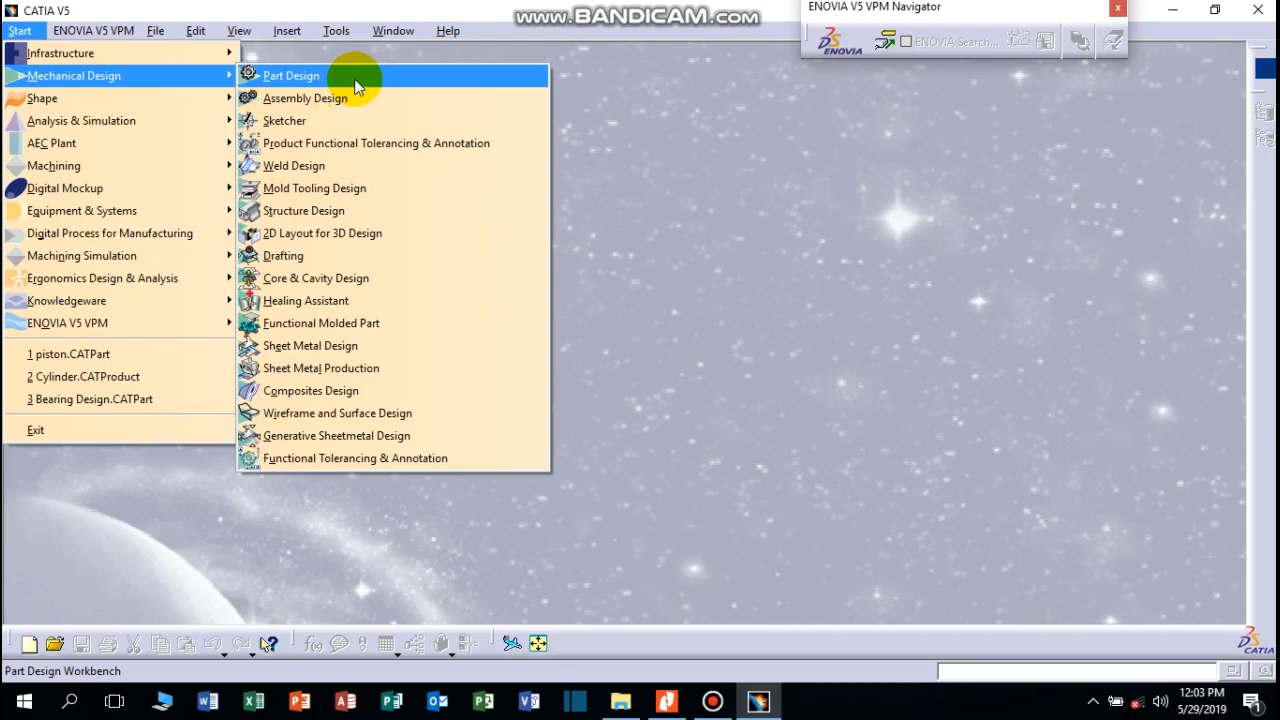 CATIA V5
www.BANDICAM.com
ENOVIA V5 VPM Navigator
Start ENOVIA V5 VPM File Edit View Insert Tools Window Help
ENOVIA
ENOVIA Search...
Infrastructure
Mechanical Design
Shape
Analysis & Simulation
AEC Plant
Machining
Digital Mockup
Equipment & Systems
Digital Process for Manufacturing
Machining Simulation
Ergonomics Design & Analysis
Knowledgeware
ENOVIA V5 VPM
1 piston.CATPart
2 Cylinder.CATProduct
3 Bearing Design.CATPart
Exit
Part Design
Assembly Design
Sketcher
Product Functional Tolerancing & Annotation
Weld Design
Mold Tooling Design
Structure Design
2D Layout for 3D Design
Drafting
Core & Cavity Design
Healing Assistant
Functional Molded Part
Sheet Metal Design
Sheet Metal Production
Composites Design
Wireframe and Surface Design
Generative Sheetmetal Design
Functional Tolerancing & Annotation
CATIA
Part Design Workbench
12:03 PM
5/29/2019